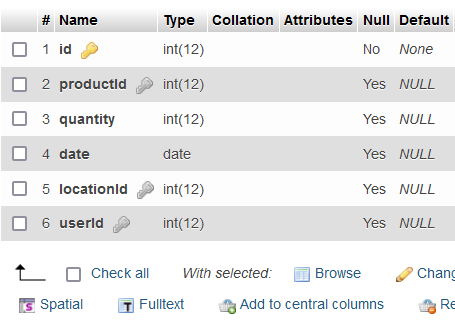 # Name Type Collation Attributes Null Default
1 id int(12) No None
2 productId int(12) Yes NULL
3 quantity int(12) Yes NULL
4 date date Yes NULL
5 locationId int(12) Yes NULL
6 userId int(12) Yes NULL
Check all With selected: Browse Chang
Spatial Fulltext Add to central columns Re